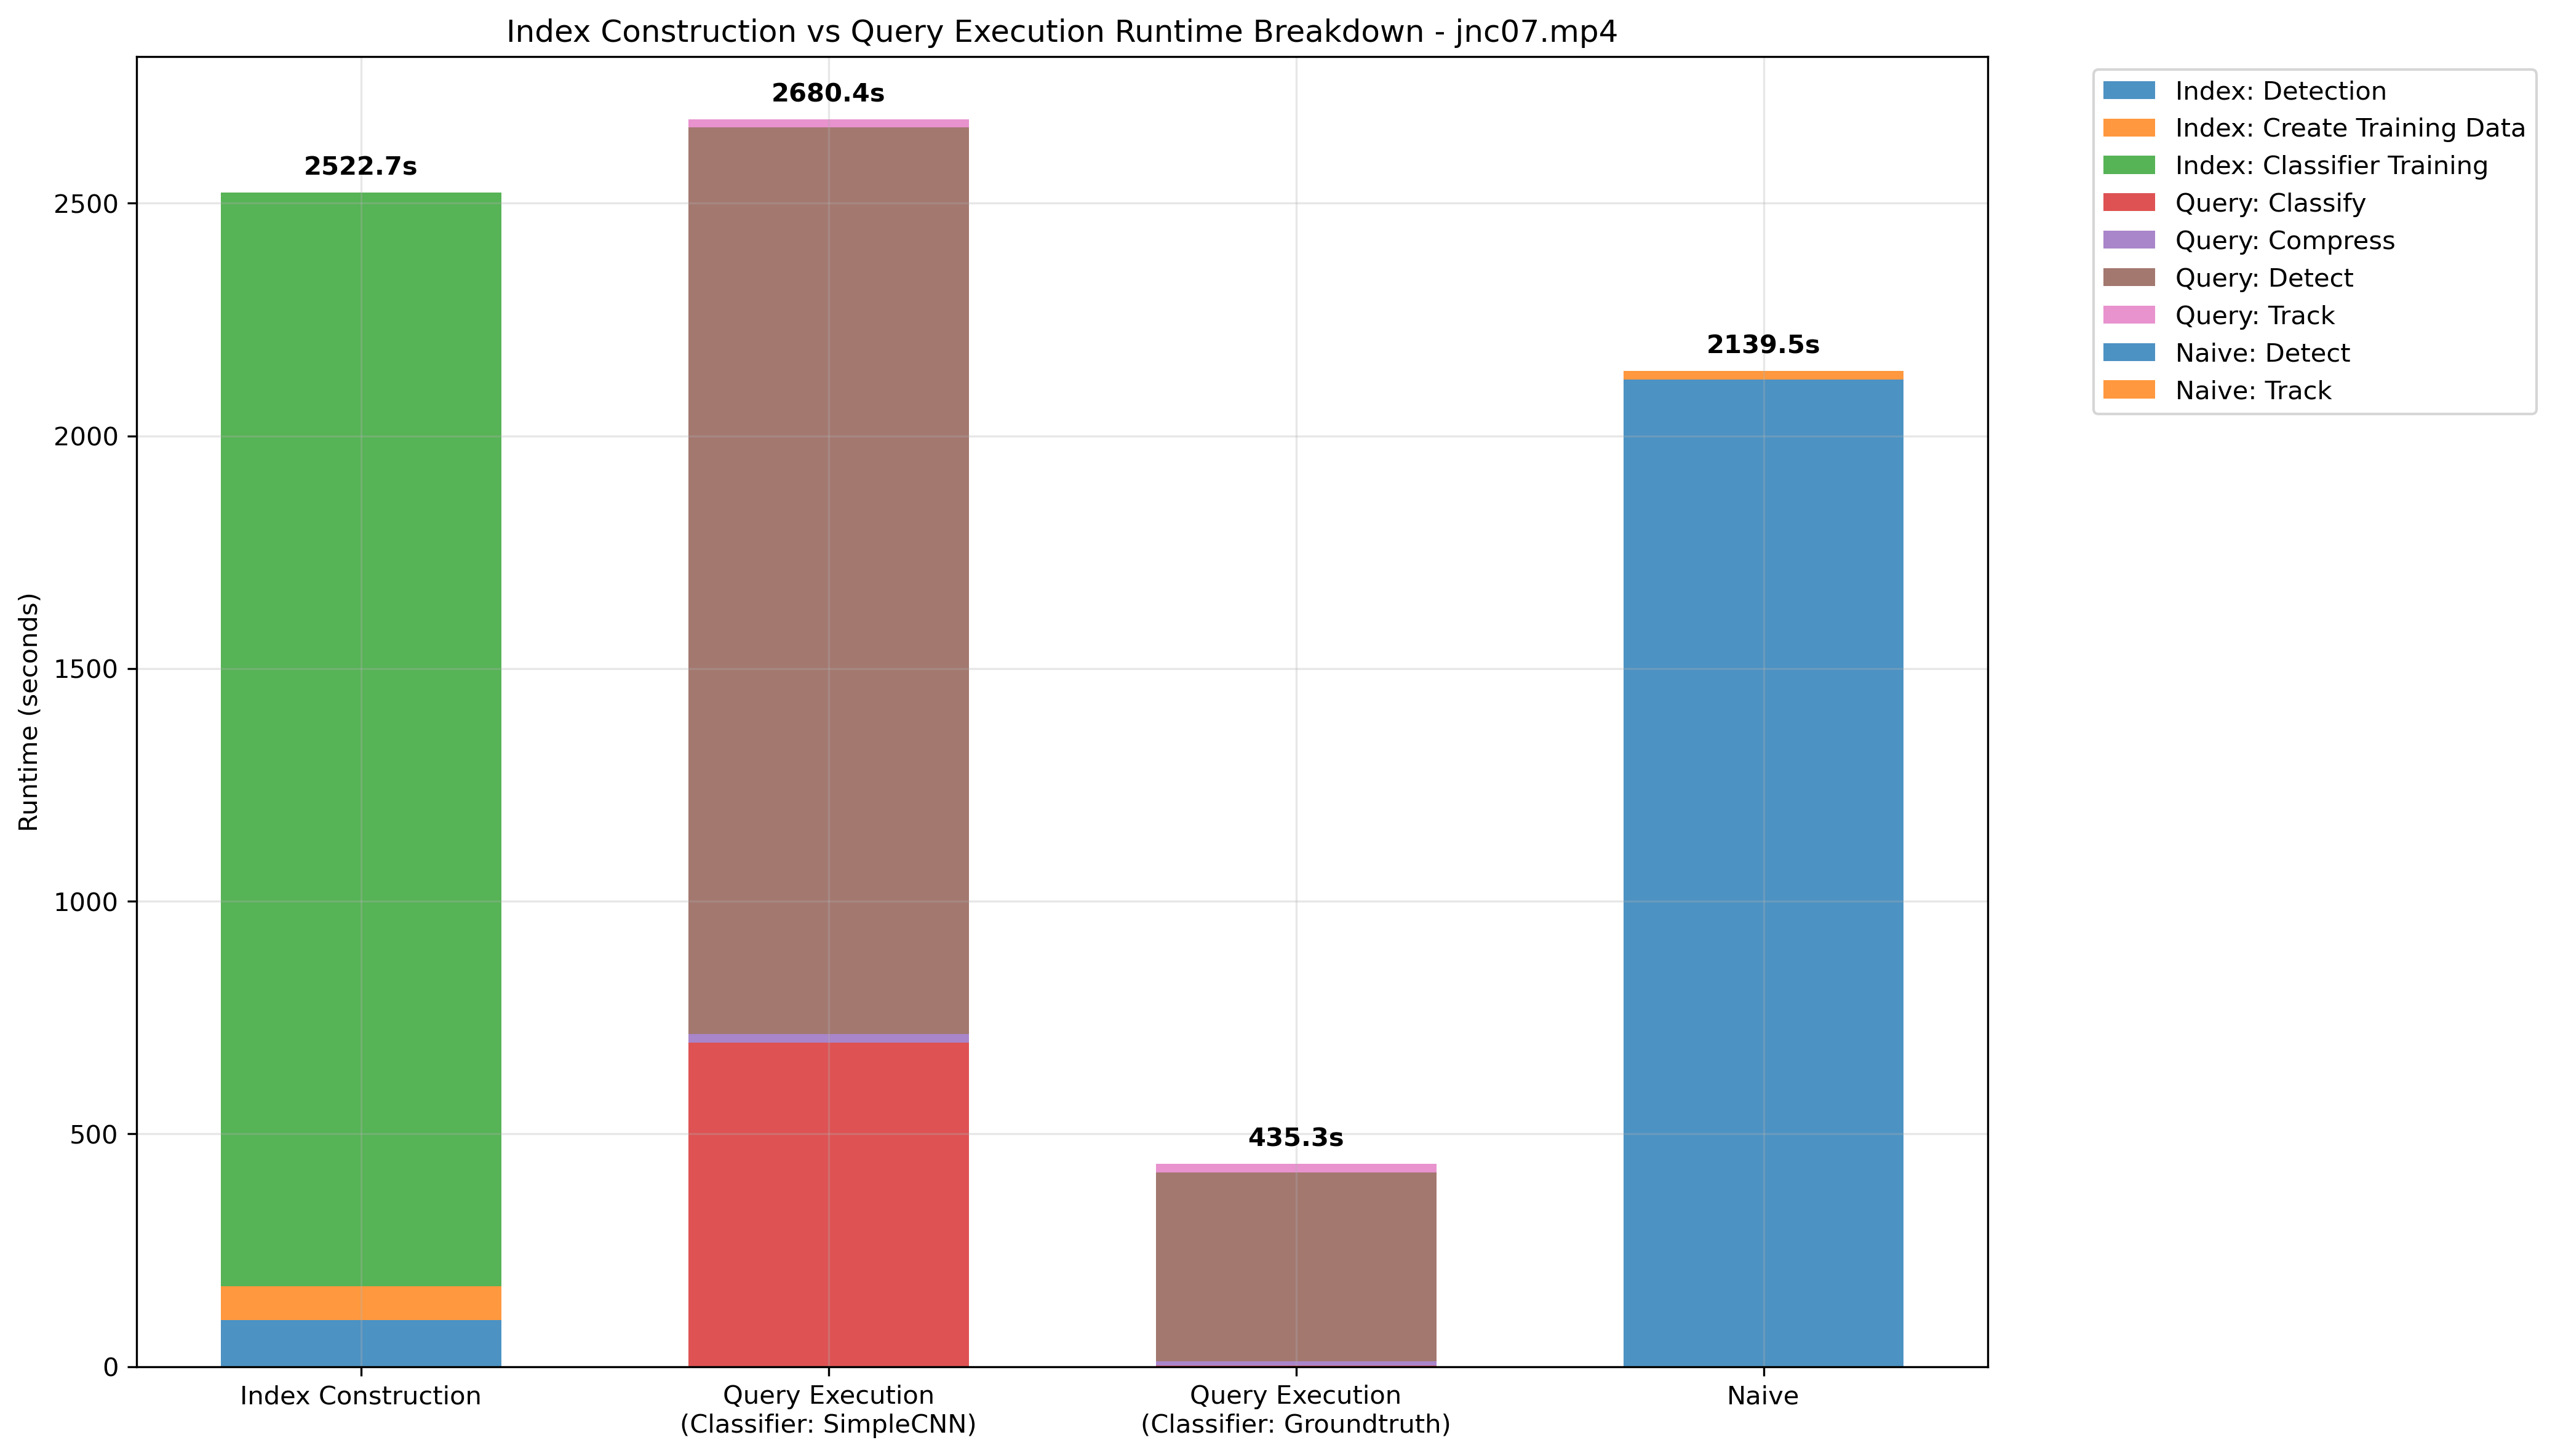 Index Construction vs Query Execution Runtime Breakdown - jnc07.mp4
Runtime (seconds)
2500
2000
1500
1000
500
0
2522.7s
2680.4s
435.3s
2139.5s
Index Construction
Query Execution
(Classifier: SimpleCNN)
Query Execution
(Classifier: Groundtruth)
Naive
Index: Detection
Index: Create Training Data
Index: Classifier Training
Query: Classify
Query: Compress
Query: Detect
Query: Track
Naive: Detect
Naive: Track